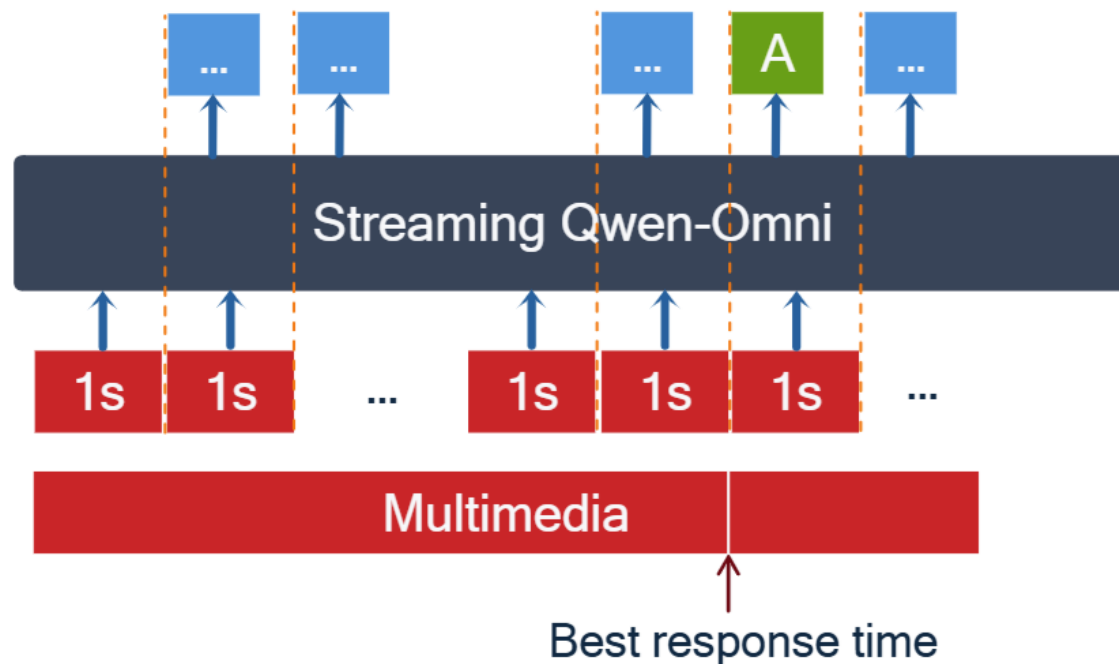 ... ... ... A ...
Streaming Qwen-Omni
1s 1s ... 1s 1s 1s ...
Multimedia
Best response time